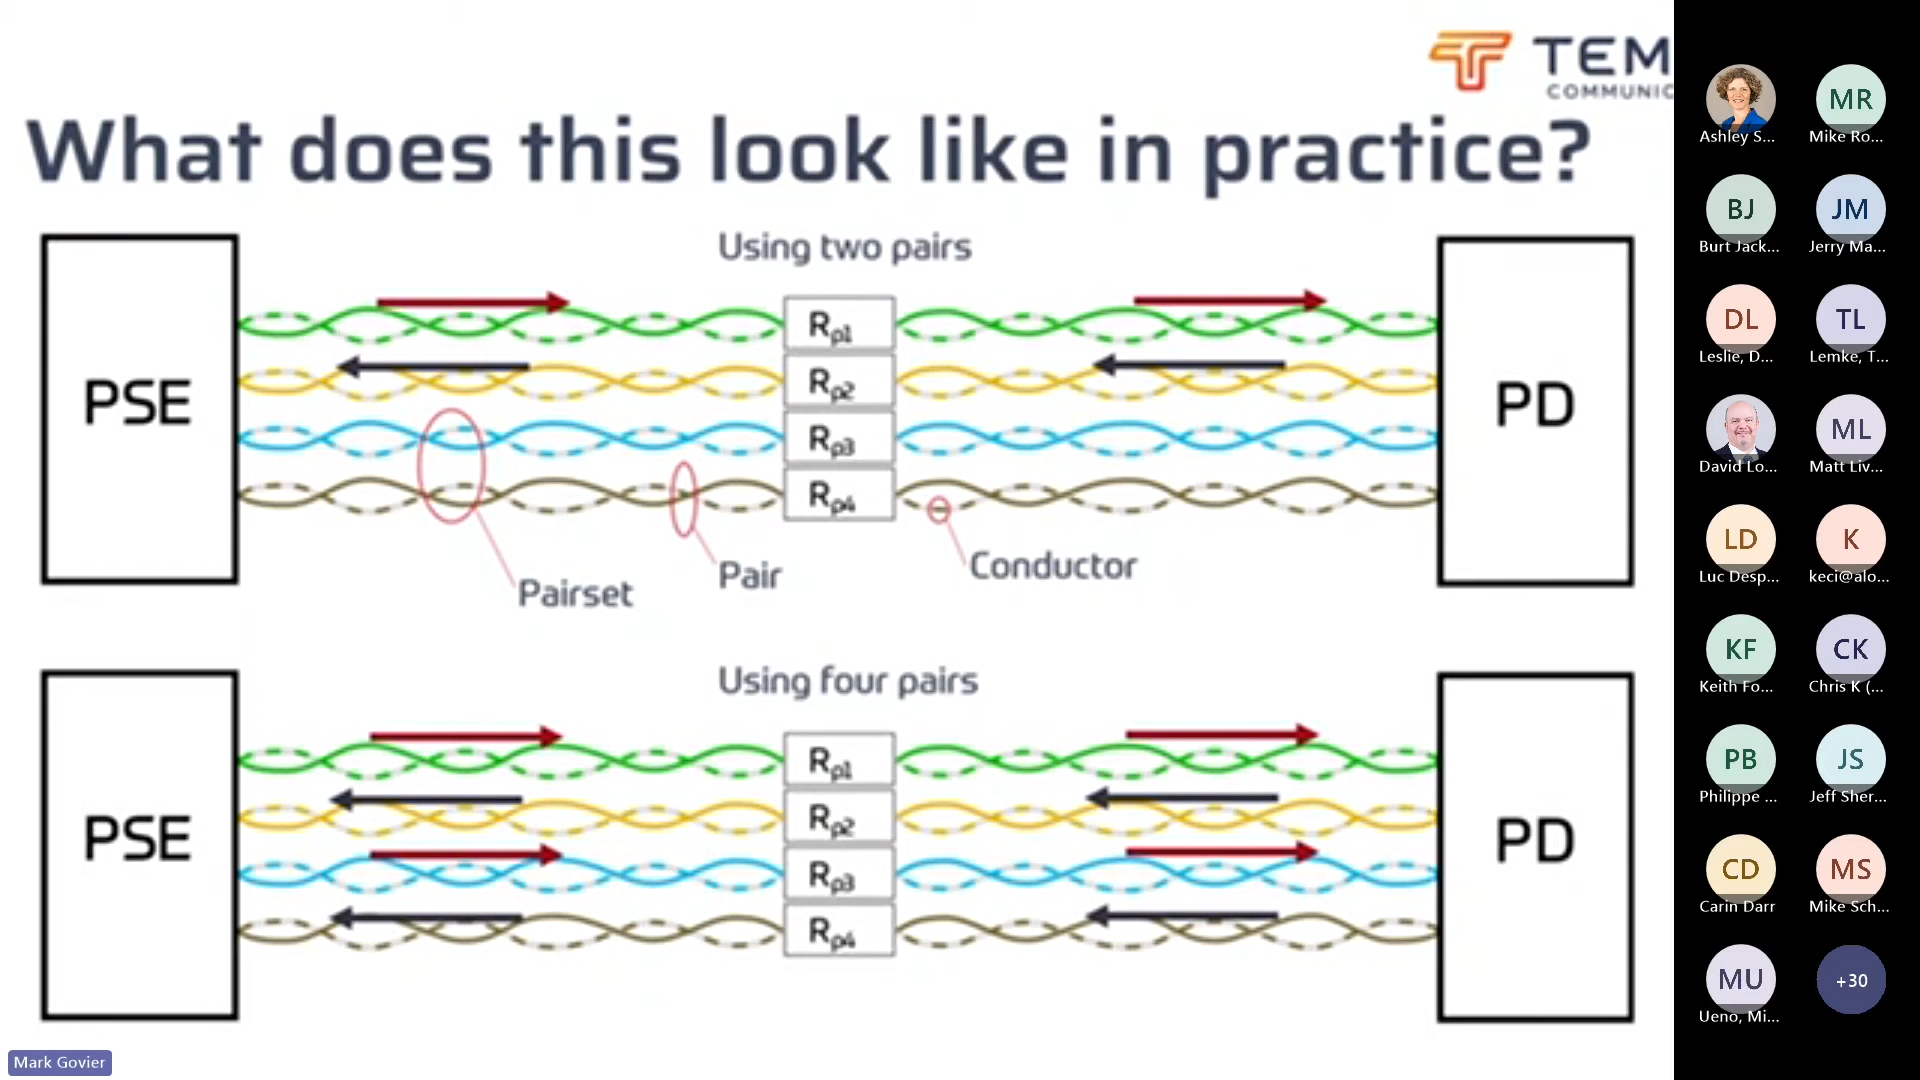 TEM
COMMUNIC
What does this look like in practice?
Using two pairs
PSE
Rp1
Rp2
Rp3
Rp4
PD
Pairset
Pair
Conductor
Using four pairs
PSE
Rp1
Rp2
Rp3
Rp4
PD
Mark Govier
Ashley S...
MR
Mike Ro...
BJ
Burt Jack...
JM
Jerry Ma...
DL
Leslie, D...
TL
Lemke, T...
David Lo...
ML
Matt Liv...
LD
Luc Desp...
K
keci@alo...
KF
Keith Fo...
CK
Chris K (...
PB
Philippe ...
JS
Jeff Sher...
CD
Carin Darr
MS
Mike Sch...
MU
Ueno, Mi...
+30